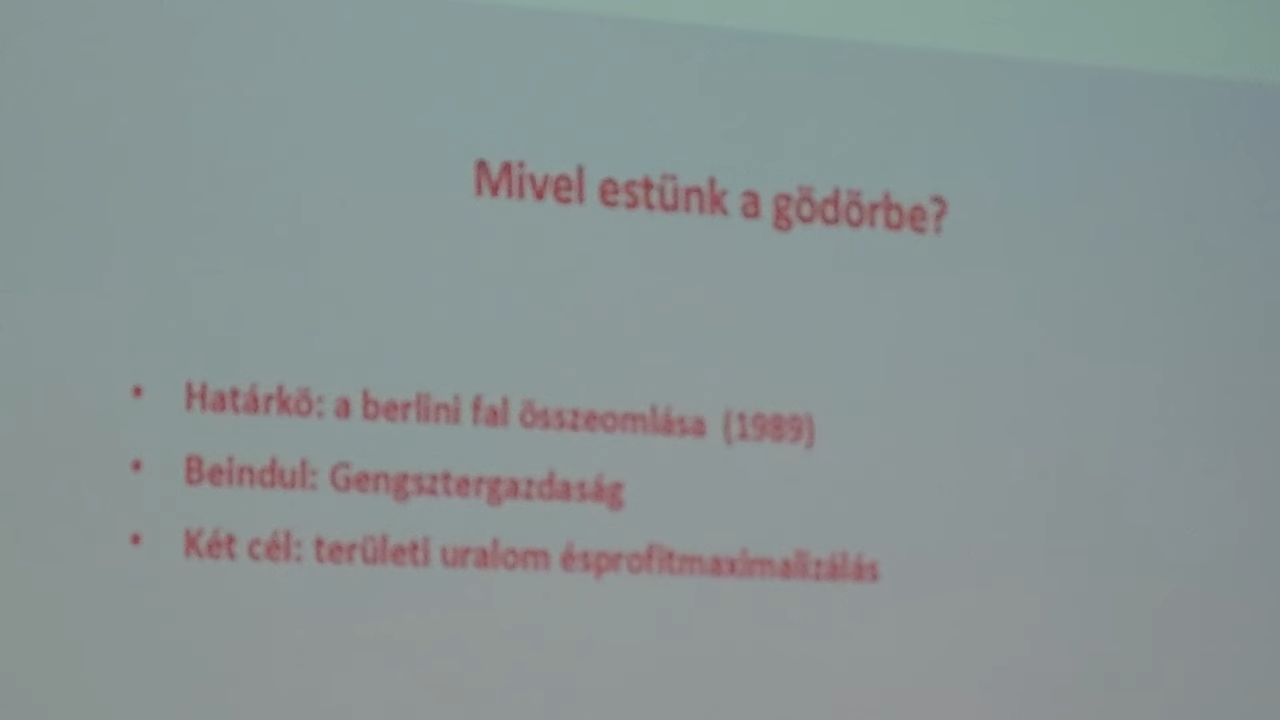 Mivel estünk a gödörbe?
• Határkő: a berlini fal összeomlása (1989)
• Beindul: Gengsztergazdaság
• Két cél: területi uralom ésprofitmaximalizálás